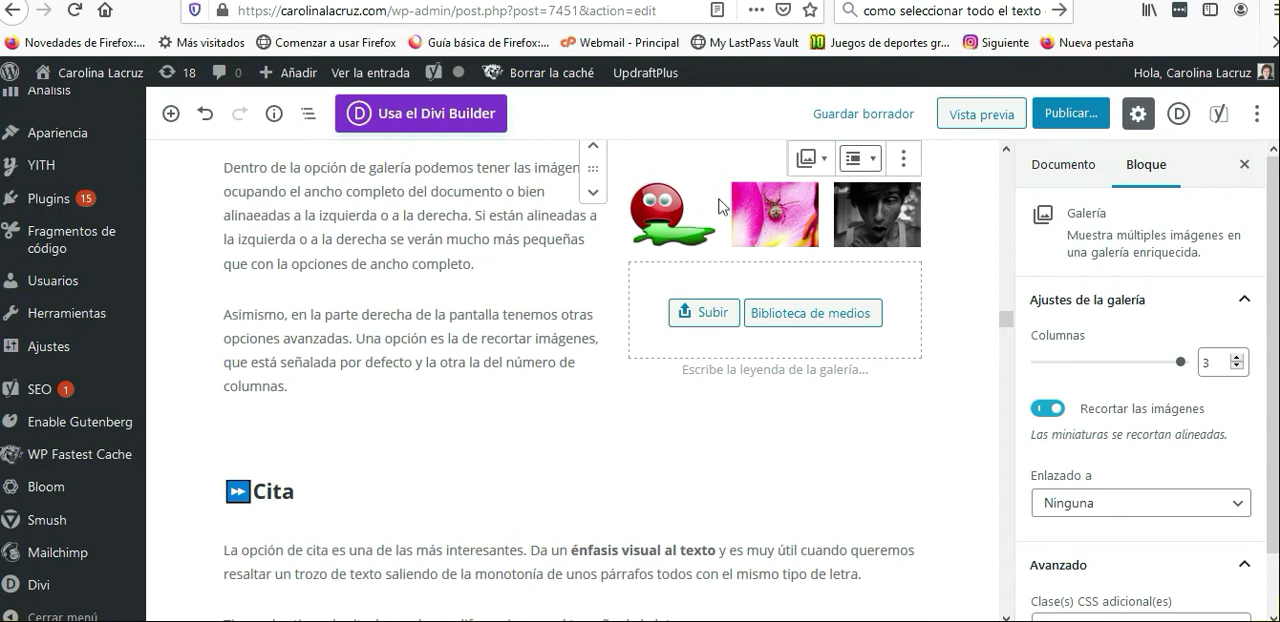 https://carolinalacruz.com/wp-admin/post.php?post=7451&action=edit
como seleccionar todo el texto
Novedades de Firefox:...
Más visitados
Comenzar a usar Firefox
Guía básica de Firefox:...
Webmail - Principal
My LastPass Vault
Juegos de deportes gr...
Siguiente
Nueva pestaña
Carolina Lacruz
18
0
Añadir
Ver la entrada
Borrar la caché
UpdraftPlus
Hola, Carolina Lacruz
Análisis
Apariencia
YITH
Plugins 15
Fragmentos de
código
Usuarios
Herramientas
Ajustes
SEO 1
Enable Gutenberg
WP Fastest Cache
Bloom
Smush
Mailchimp
Divi
Cerrar menú
Usa el Divi Builder
Guardar borrador
Vista previa
Publicar...
Dentro de la opción de galería podemos tener las imágen
ocupando el ancho completo del documento o bien
alinaeadas a la izquierda o a la derecha. Si están alineadas a
la izquierda o a la derecha se verán mucho más pequeñas
que con la opciones de ancho completo.
Asimismo, en la parte derecha de la pantalla tenemos otras
opciones avanzadas. Una opción es la de recortar imágenes,
que está señalada por defecto y la otra la del número de
columnas.
Subir
Biblioteca de medios
Escribe la leyenda de la galería...
Cita
La opción de cita es una de las más interesantes. Da un énfasis visual al texto y es muy útil cuando queremos
resaltar un trozo de texto saliendo de la monotonía de unos párrafos todos con el mismo tipo de letra.
Documento
Bloque
Galería
Muestra múltiples imágenes
en una galería enriquecida.
Ajustes de la galería
Columnas
3
Recortar las imágenes
Las miniaturas se recortan alineadas.
Enlazado a
Ninguna
Avanzado
Clase(s) CSS adicional(es)